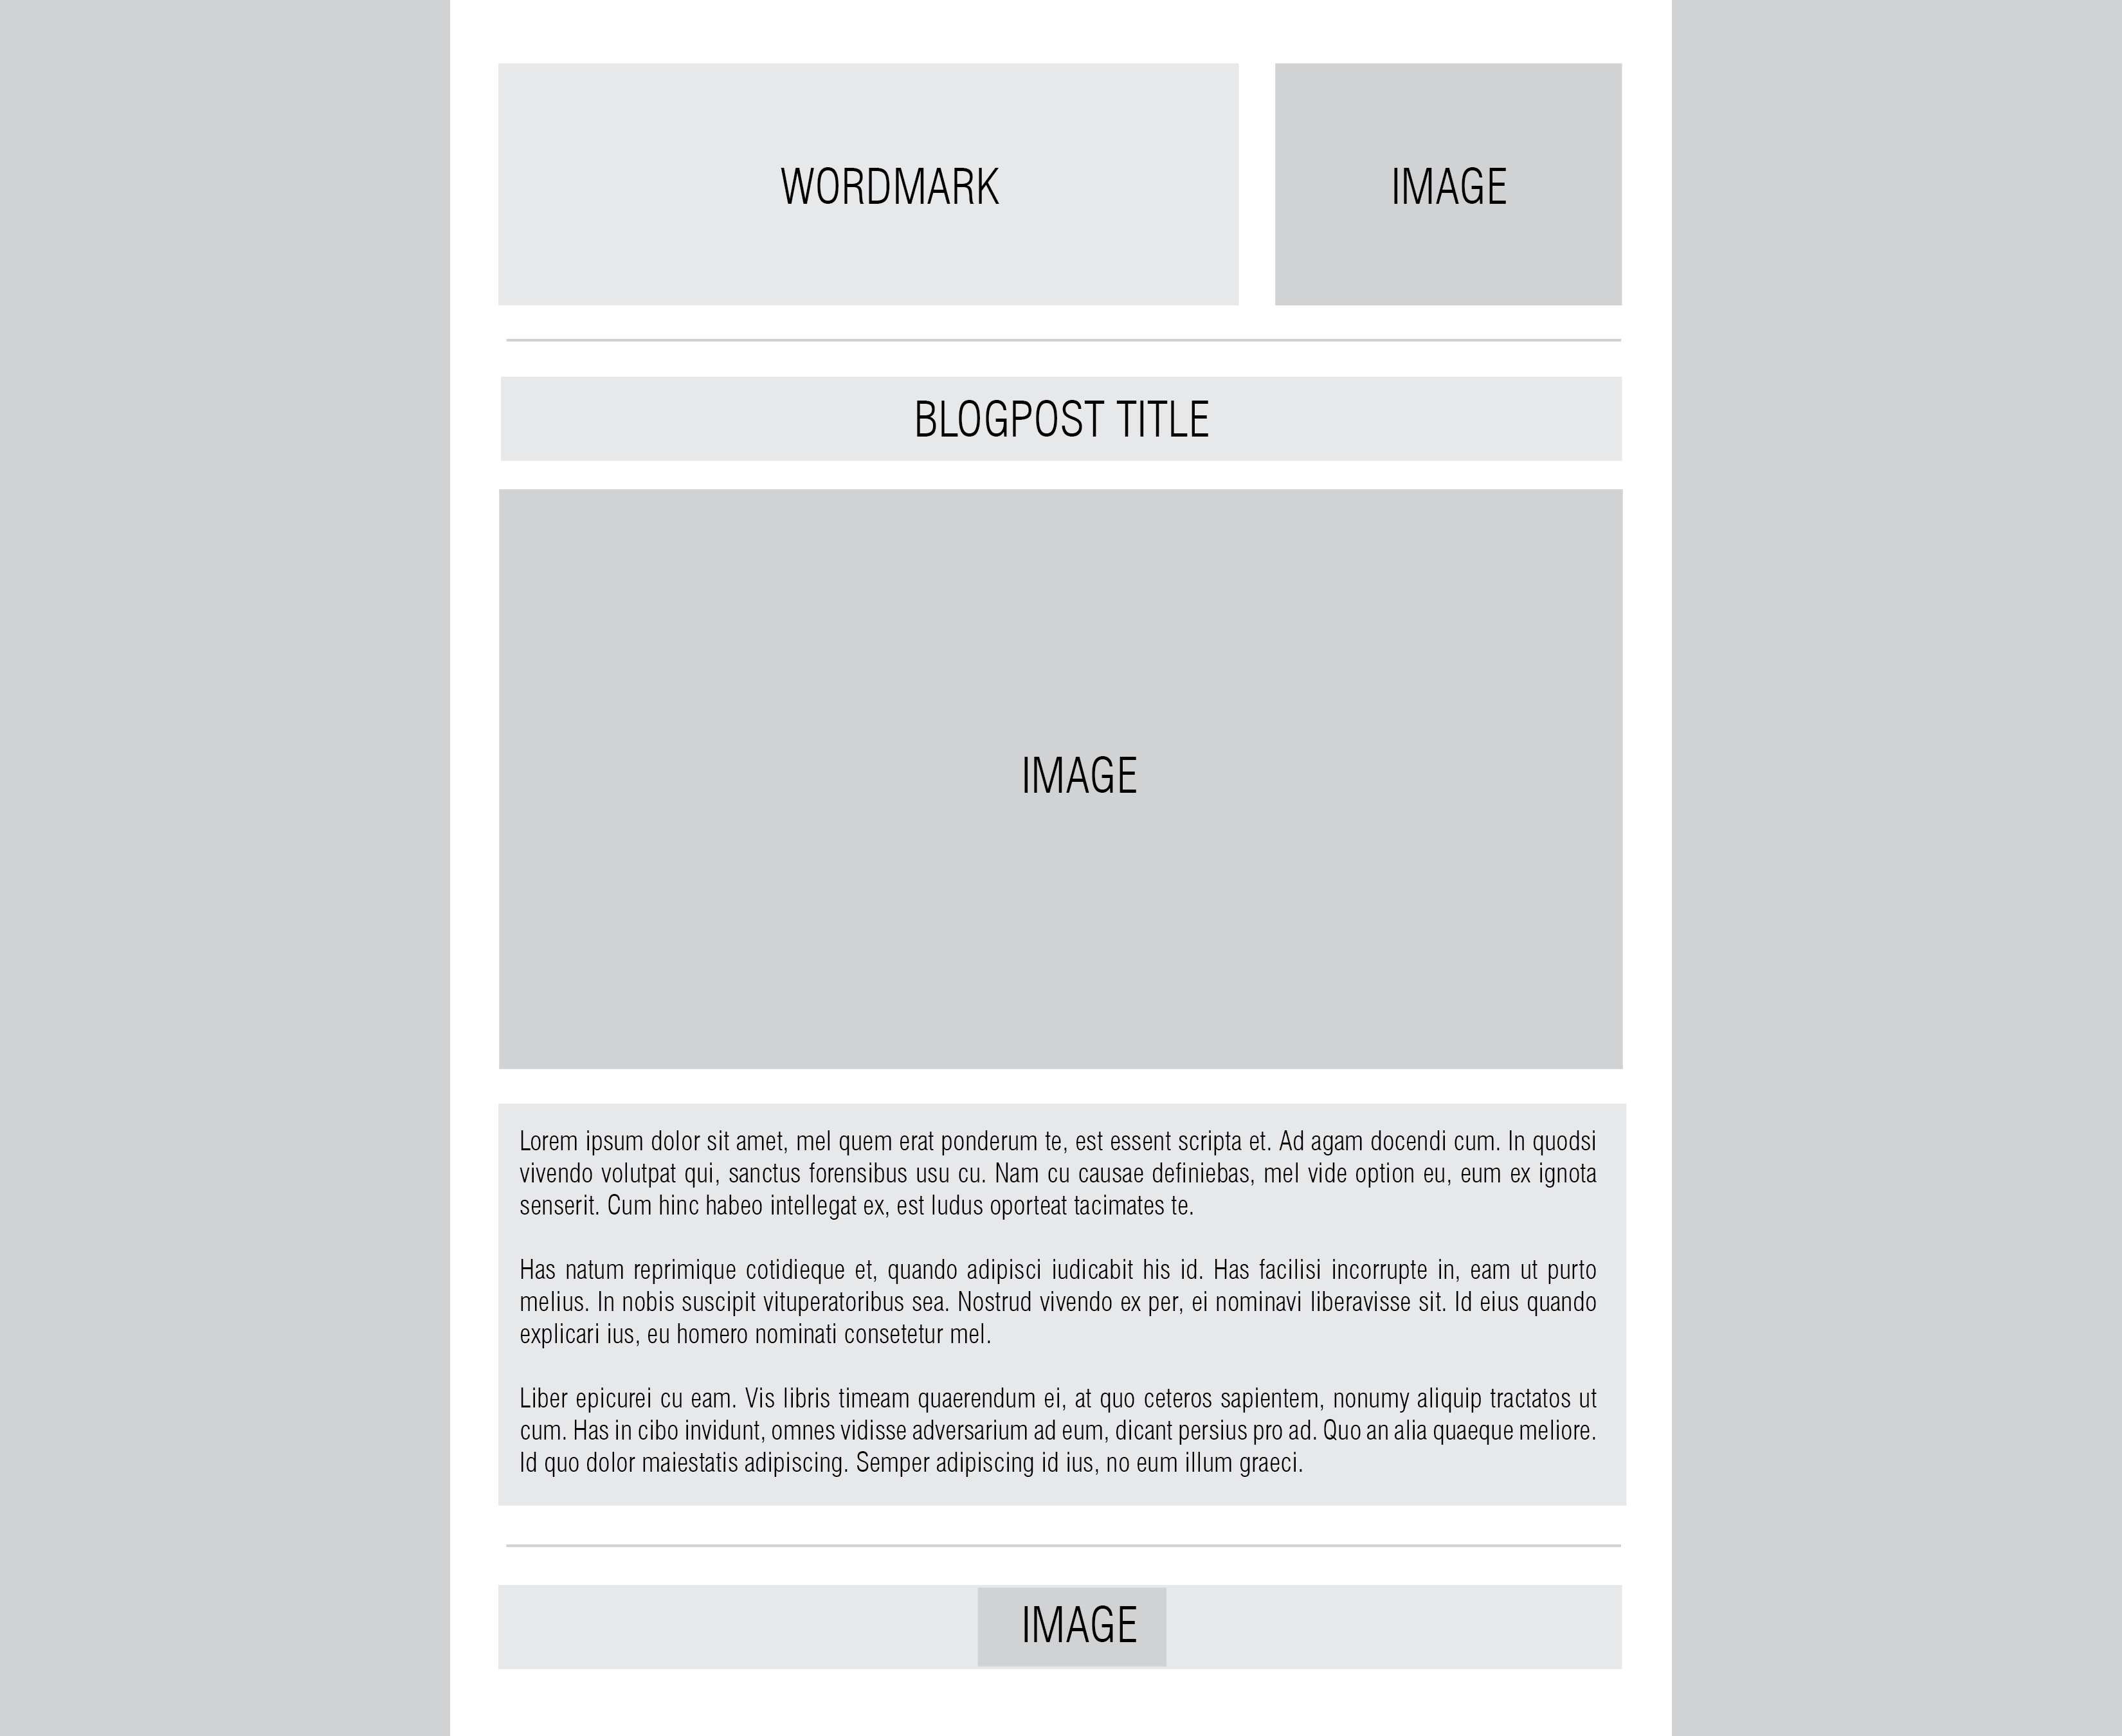 WORDMARK
IMAGE
BLOGPOST TITLE
IMAGE
Lorem ipsum dolor sit amet, mel quem erat ponderum te, est essent scripta et. Ad agam docendi cum. In quodsi
vivendo volutpat qui, sanctus forensibus usu cu. Nam cu causae definiebas, mel vide option eu, eum ex ignota
senserit. Cum hinc habeo intellegat ex, est ludus oporteat tacimates te.
Has natum reprimique cotidieque et, quando adipisci iudicabit his id. Has facilisi incorrupte in, eam ut purto
melius. In nobis suscipit vituperatoribus sea. Nostrud vivendo ex per, ei nominavi liberavisse sit. Id eius quando
explicari ius, eu homero nominati consetetur mel.
Liber epicurei cu eam. Vis libris timeam quaerendum ei, at quo ceteros sapientem, nonumy aliquip tractatos ut
cum. Has in cibo invidunt, omnes vidisse adversarium ad eum, dicant persius pro ad. Quo an alia quaeque meliore.
Id quo dolor maiestatis adipiscing. Semper adipiscing id ius, no eum illum graeci.
IMAGE